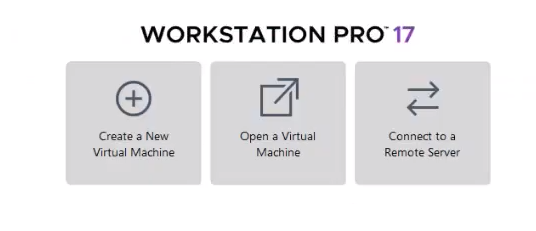 WORKSTATION PRO™ 17
Create a New
Virtual Machine
Open a Virtual
Machine
Connect to a
Remote Server